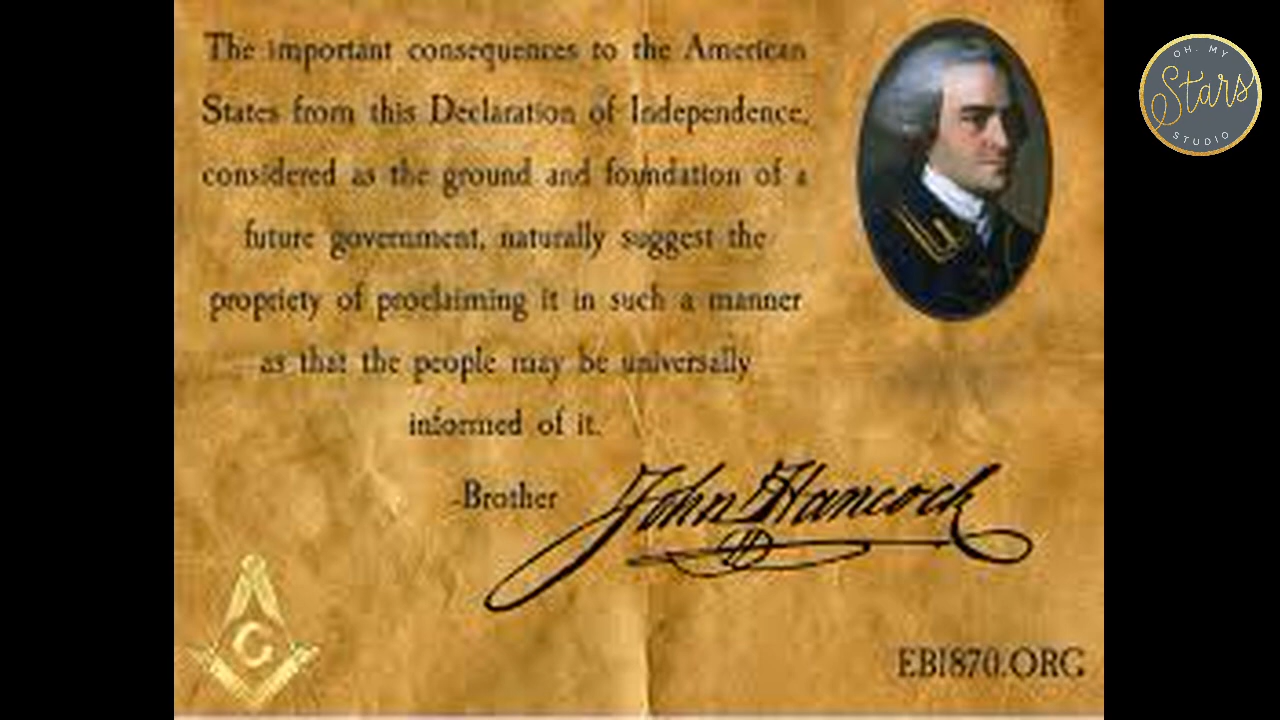 The important consequences to the American
States from this Declaration of Independence,
considered as the ground and foundation of a
future government, naturally suggest the
propriety of proclaiming it in such a manner
as that the people may be universally
informed of it.
-Brother John Hancock
G
EB1870.ORG
OH, MY
Stars
STUDIO